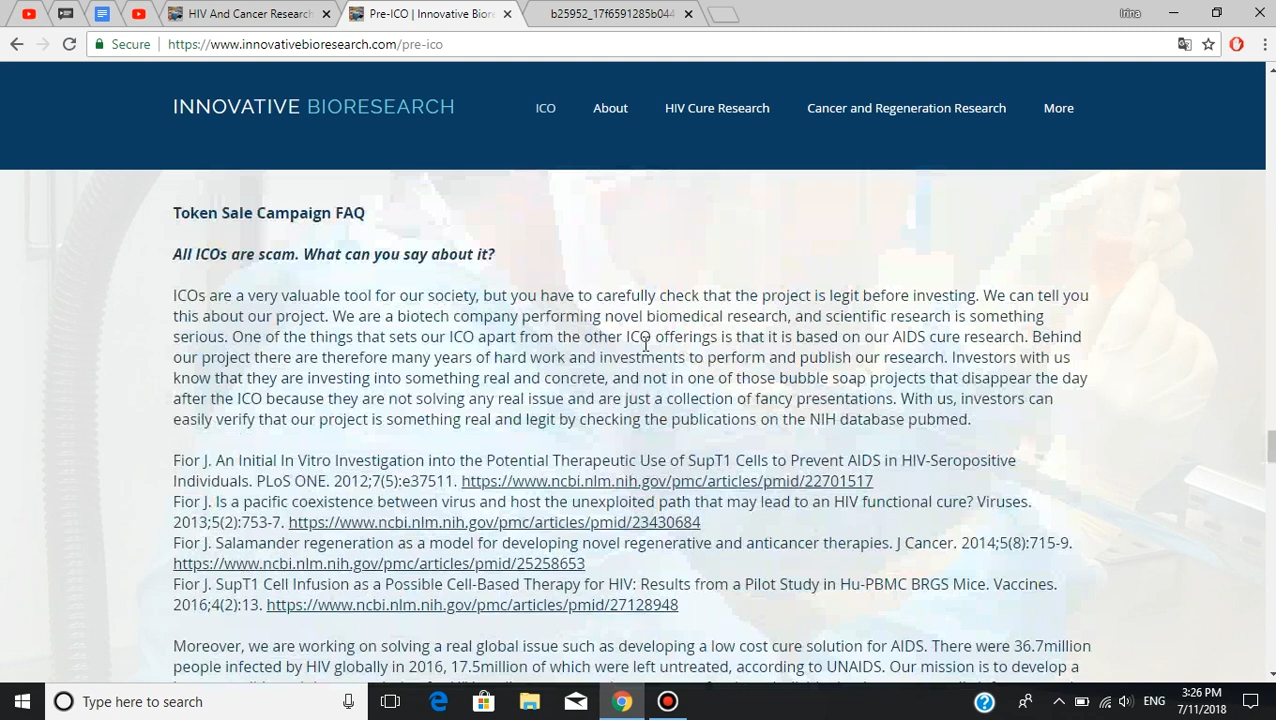 HIV And Cancer Research
Pre-ICO | Innovative Biore
b25952_17f6591285b044
Irina
Secure
https://www.innovativebioresearch.com/pre-ico
INNOVATIVE BIORESEARCH
ICO
About
HIV Cure Research
Cancer and Regeneration Research
More
Token Sale Campaign FAQ
All ICOs are scam. What can you say about it?
ICOs are a very valuable tool for our society, but you have to carefully check that the project is legit before investing. We can tell you
this about our project. We are a biotech company performing novel biomedical research, and scientific research is something
serious. One of the things that sets our ICO apart from the other ICO offerings is that it is based on our AIDS cure research. Behind
our project there are therefore many years of hard work and investments to perform and publish our research. Investors with us
know that they are investing into something real and concrete, and not in one of those bubble soap projects that disappear the day
after the ICO because they are not solving any real issue and are just a collection of fancy presentations. With us, investors can
easily verify that our project is something real and legit by checking the publications on the NIH database pubmed.
Fior J. An Initial In Vitro Investigation into the Potential Therapeutic Use of SupT1 Cells to Prevent AIDS in HIV-Seropositive
Individuals. PLoS ONE. 2012;7(5):e37511. https://www.ncbi.nlm.nih.gov/pmc/articles/pmid/22701517
Fior J. Is a pacific coexistence between virus and host the unexploited path that may lead to an HIV functional cure? Viruses.
2013;5(2):753-7. https://www.ncbi.nlm.nih.gov/pmc/articles/pmid/23430684
Fior J. Salamander regeneration as a model for developing novel regenerative and anticancer therapies. J Cancer. 2014;5(8):715-9.
https://www.ncbi.nlm.nih.gov/pmc/articles/pmid/25258653
Fior J. SupT1 Cell Infusion as a Possible Cell-Based Therapy for HIV: Results from a Pilot Study in Hu-PBMC BRGS Mice. Vaccines.
2016;4(2):13. https://www.ncbi.nlm.nih.gov/pmc/articles/pmid/27128948
Moreover, we are working on solving a real global issue such as developing a low cost cure solution for AIDS. There were 36.7million
people infected by HIV globally in 2016, 17.5million of which were left untreated, according to UNAIDS. Our mission is to develop a
Type here to search
ENG
3:26 PM
7/11/2018